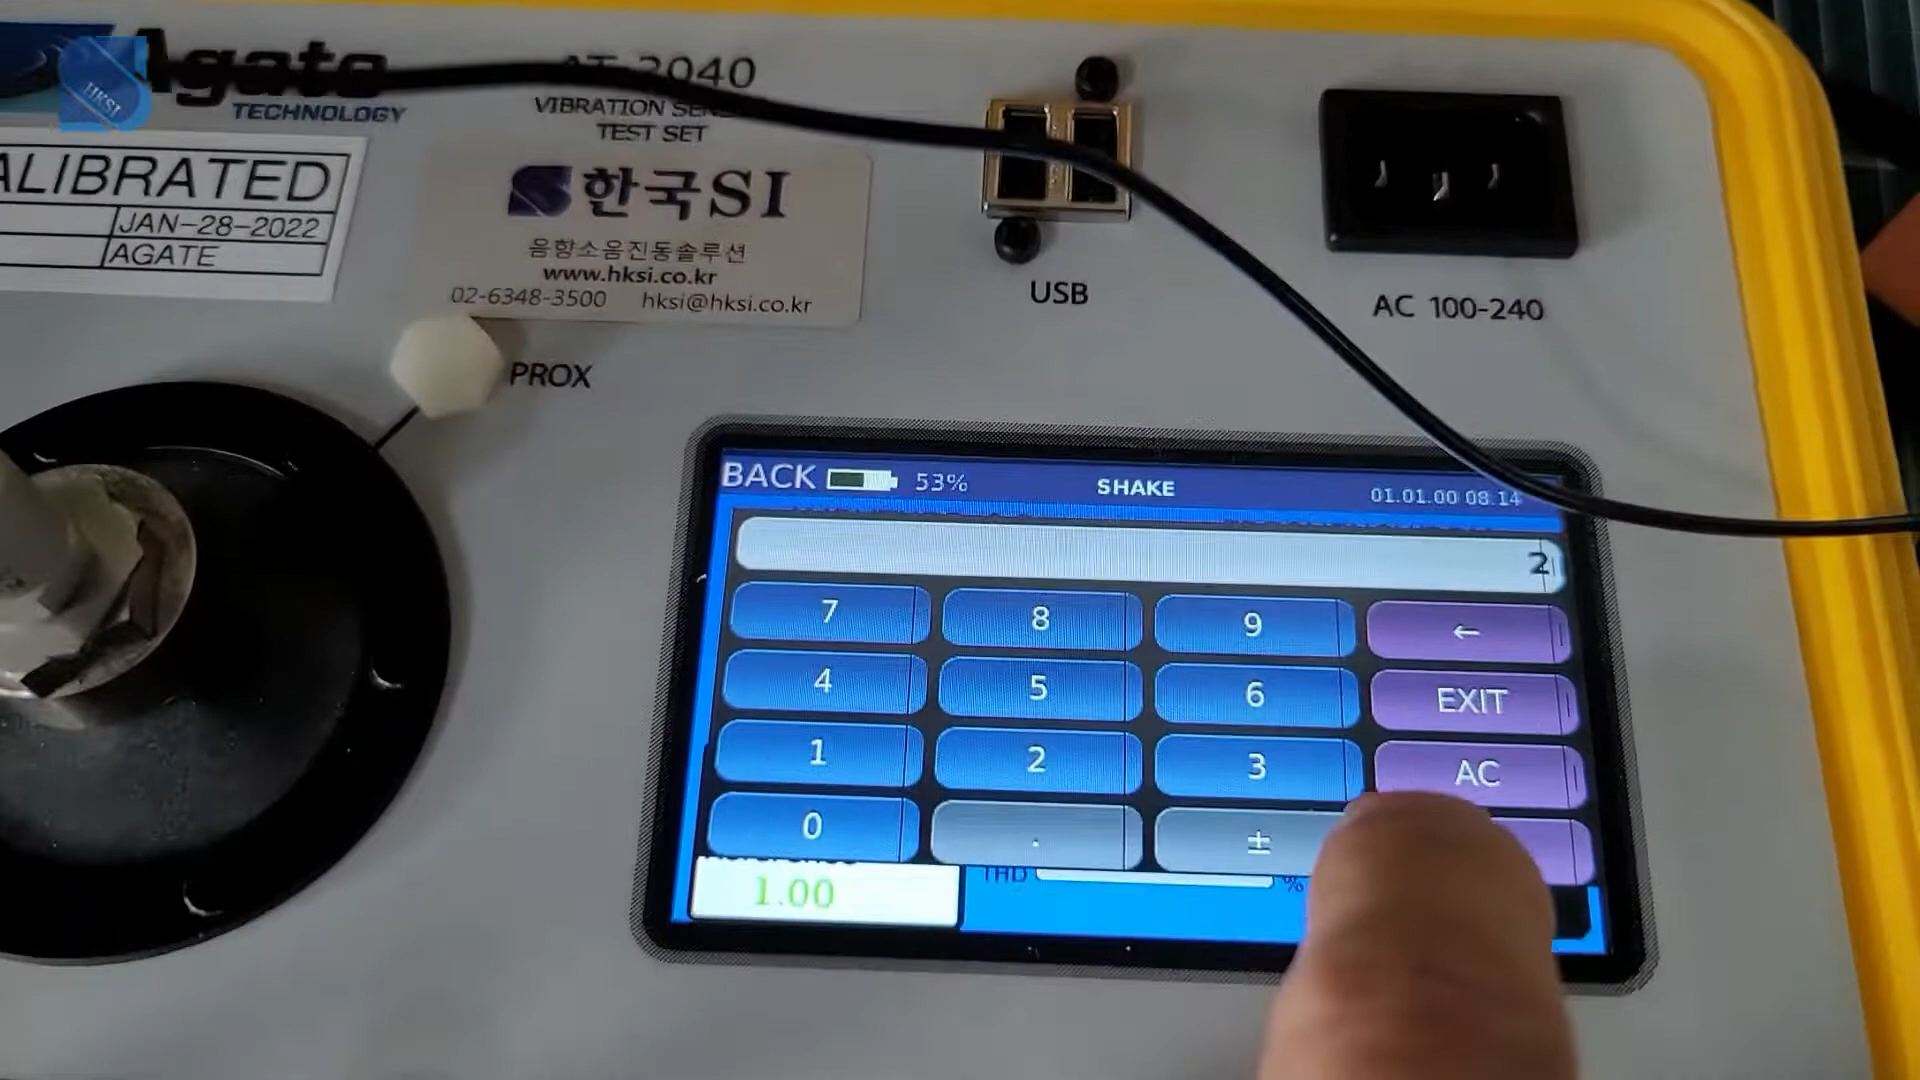 HKSI
Agate
TECHNOLOGY
AT-2040
VIBRATION
TEST SET
ALIBRATED
JAN-28-2022
AGATE
한국SI
음향소음진동솔루션
www.hksi.co.kr
02-6348-3500 hksi@hksi.co.kr
USB
AC 100-240
PROX
BACK 53% SHAKE 01.01.00 08.14
2
7 8 9 ←
4 5 6 EXIT
1 2 3 AC
0 . ±
1.00 THD %